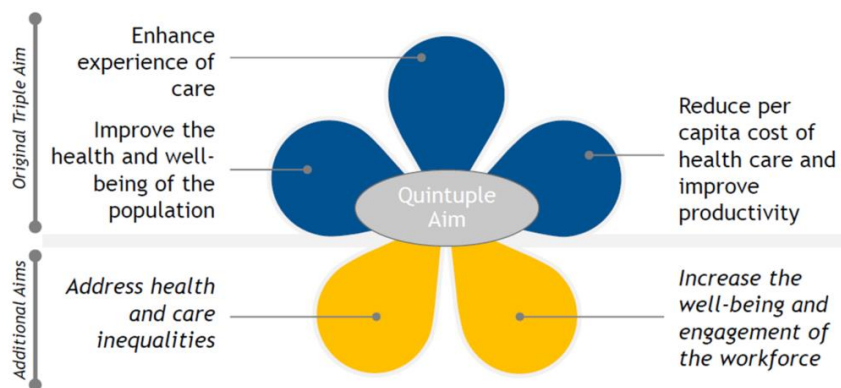 Original Triple Aim
Enhance
experience of
care
Improve the
health and well-
being of the
population
Reduce per
capita cost of
health care and
improve
productivity
Quintuple
Aim
Additional Aims
Address health
and care
inequalities
Increase the
well-being and
engagement of
the workforce